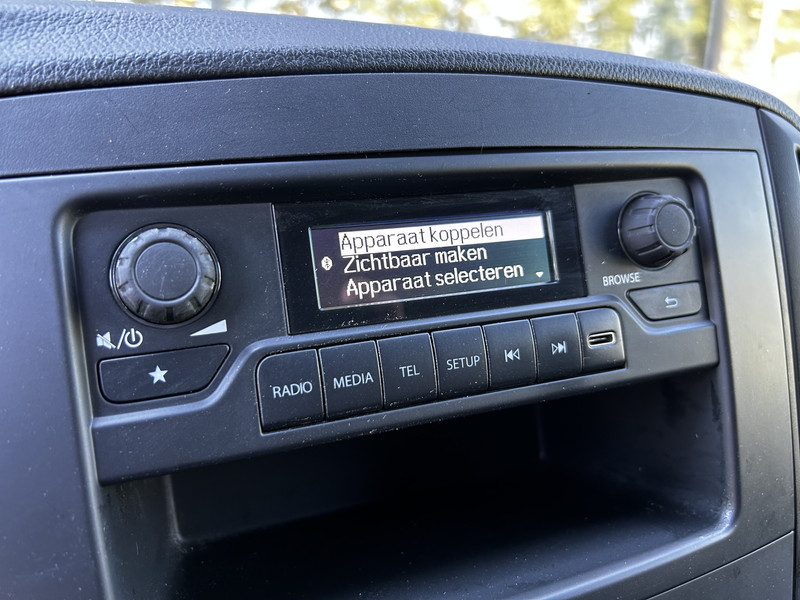 Apparaat koppelen
Zichtbaar maken
Apparaat selecteren
BROWSE
RADIO
MEDIA
TEL
SETUP